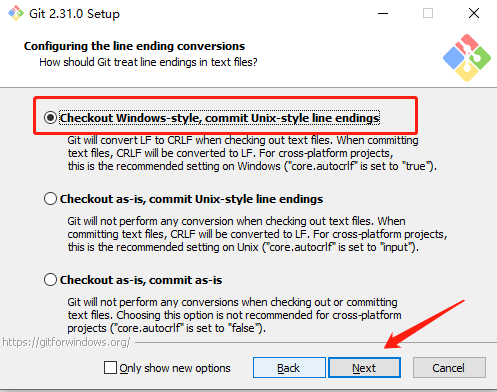 Git 2.31.0 Setup
Configuring the line ending conversions
How should Git treat line endings in text files?
Checkout Windows-style, commit Unix-style line endings
Git will convert LF to CRLF when checking out text files. When committing
text files, CRLF will be converted to LF. For cross-platform projects,
this is the recommended setting on Windows ("core.autocrlf" is set to "true").
Checkout as-is, commit Unix-style line endings
Git will not perform any conversion when checking out text files. When
committing text files, CRLF will be converted to LF. For cross-platform projects,
this is the recommended setting on Unix ("core.autocrlf" is set to "input").
Checkout as-is, commit as-is
Git will not perform any conversions when checking out or committing
text files. Choosing this option is not recommended for cross-platform
projects ("core.autocrlf" is set to "false").
https://gitforwindows.org/
Only show new options
Back
Next
Cancel